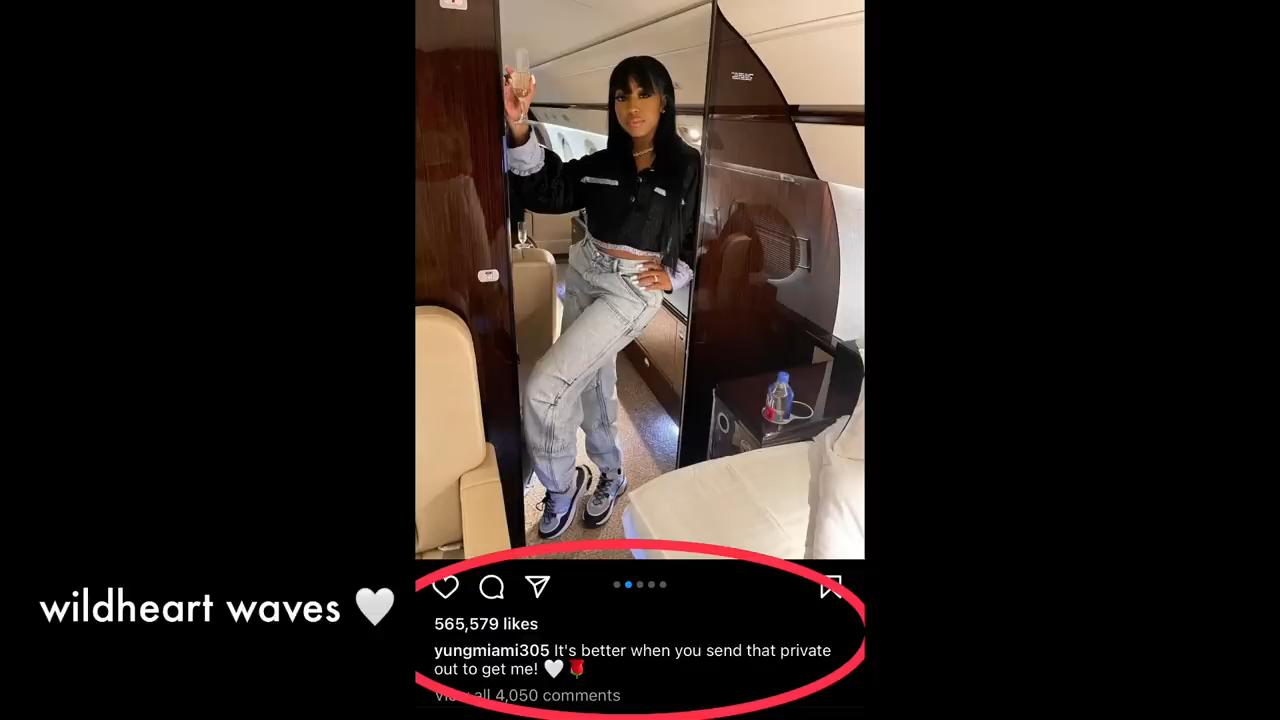 wildheart waves 🤍
565,579 likes
yungmiami305 It's better when you send that private
out to get me! 🤍🌹
View all 4,050 comments